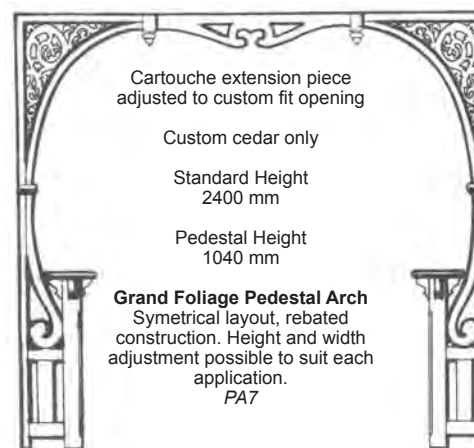 Cartouche extension piece
adjusted to custom fit opening
Custom cedar only
Standard Height
2400 mm
Pedestal Height
1040 mm
Grand Foliage Pedestal Arch
Symetrical layout, rebated
construction. Height and width
adjustment possible to suit each
application.
PA7